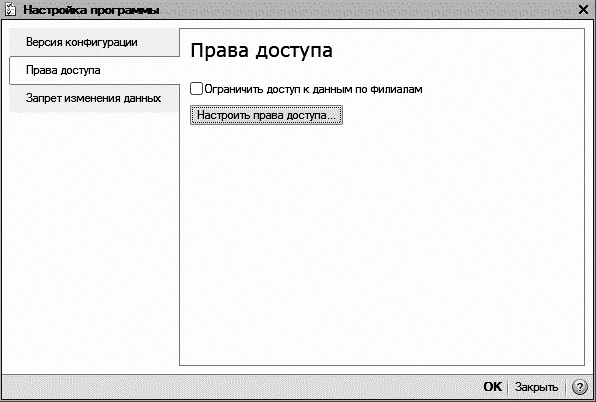 Настройка программы
Версия конфигурации
Права доступа
Запрет изменения данных
Права доступа
Ограничить доступ к данным по филиалам
Настроить права доступа...
OK
Закрыть
?